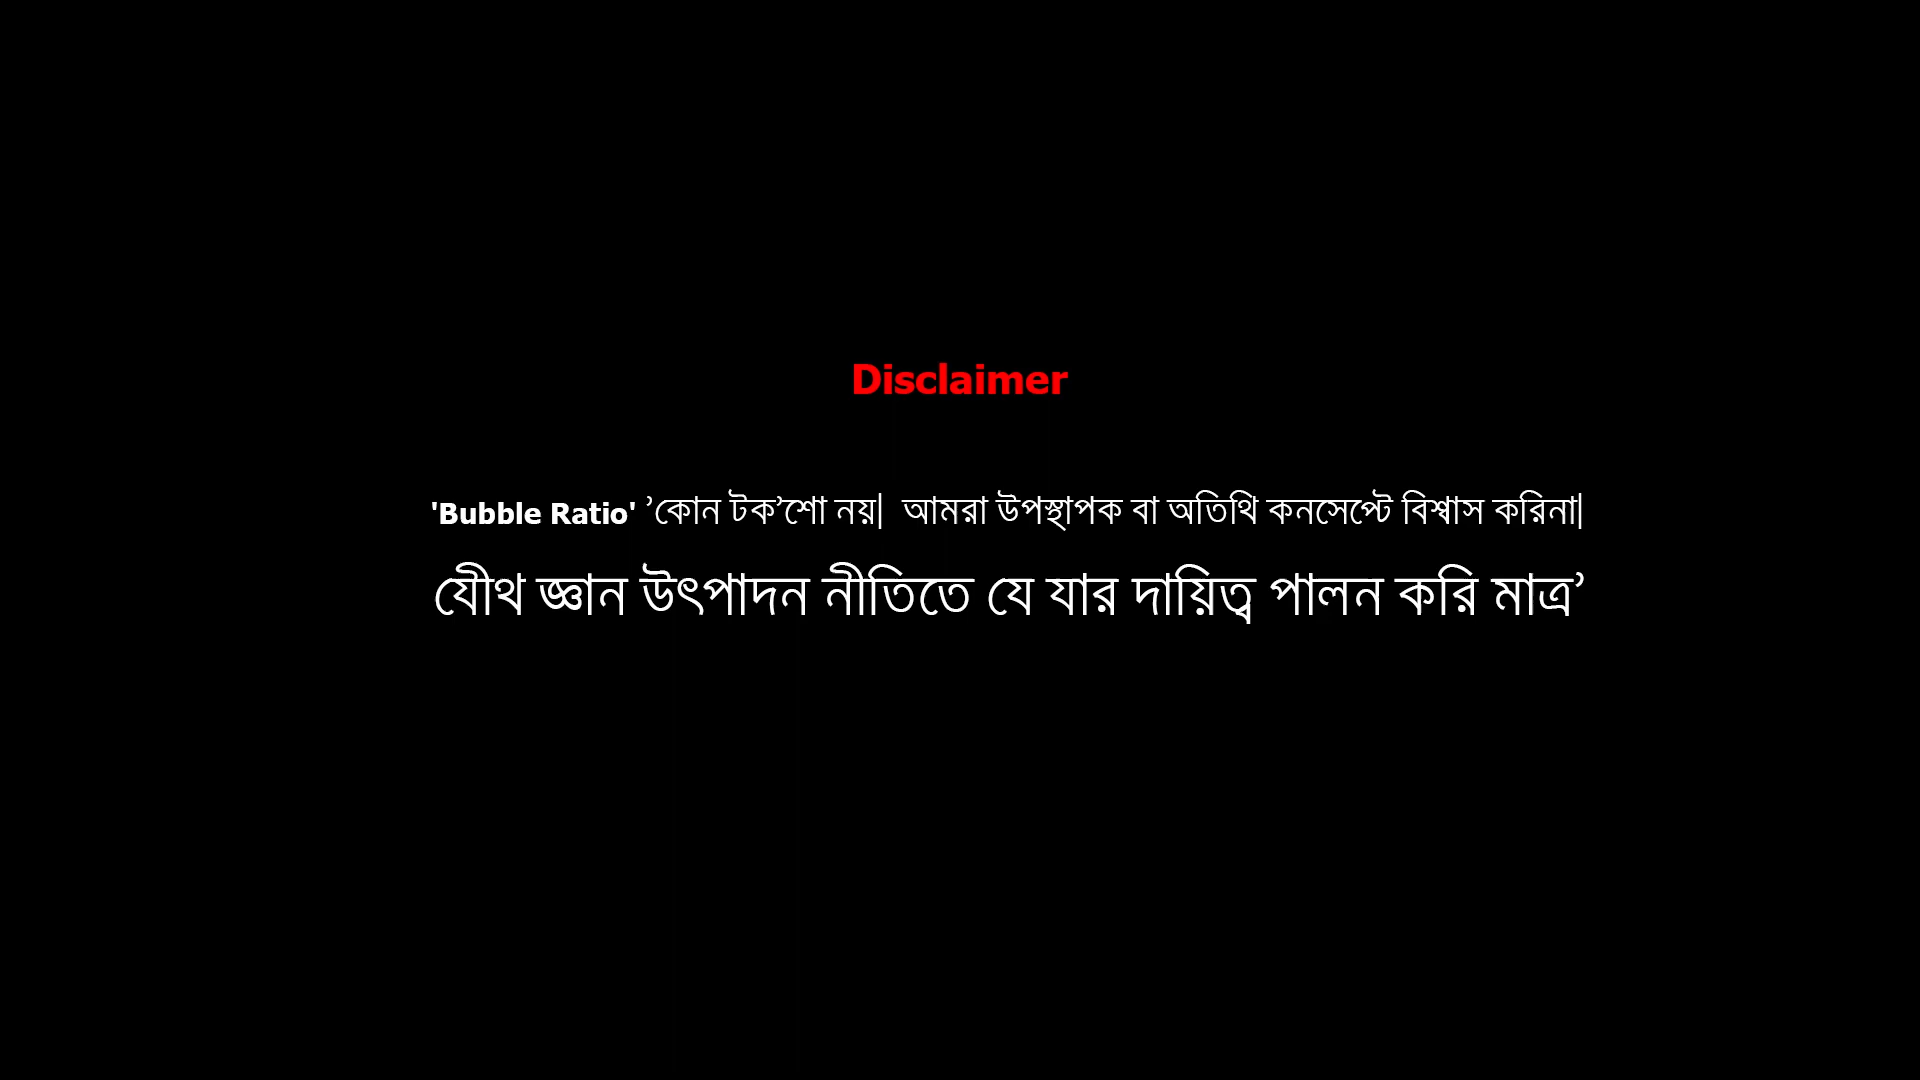 Disclaimer
'Bubble Ratio' ’কোন টক’শো নয়|  আমরা উপস্থাপক বা অতিথি কনসেপ্টে বিশ্বাস করিনা|
যৌথ জ্ঞান উৎপাদন নীতিতে যে যার দায়িত্ব পালন করি মাত্র’